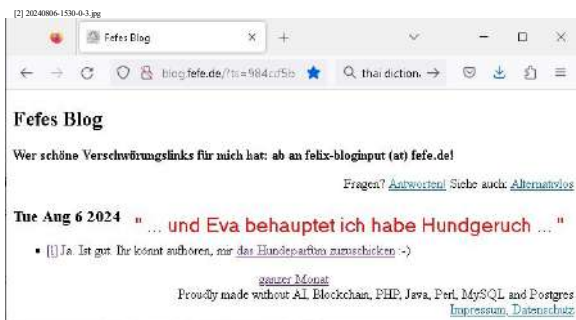 [2] 20240806-1530-0-3.jpg
Fefes Blog
blog.fefe.de/?ts=984cd5b
thai diction.
Fefes Blog
Wer schöne Verschwörungslinks für mich hat: ab an felix-bloginput (at) fefe.de!
Fragen? Antworten! Siehe auch: Alternativlos
Tue Aug 6 2024 " ... und Eva behauptet ich habe Hundgeruch ... "
[l] Ja. Ist gut. Ihr könnt aufhören, mir das Hundeparfüm zuzuschicken :-)
ganzer Monat
Proudly made without AI, Blockchain, PHP, Java, Perl, MySQL and Postgres
Impressum, Datenschutz